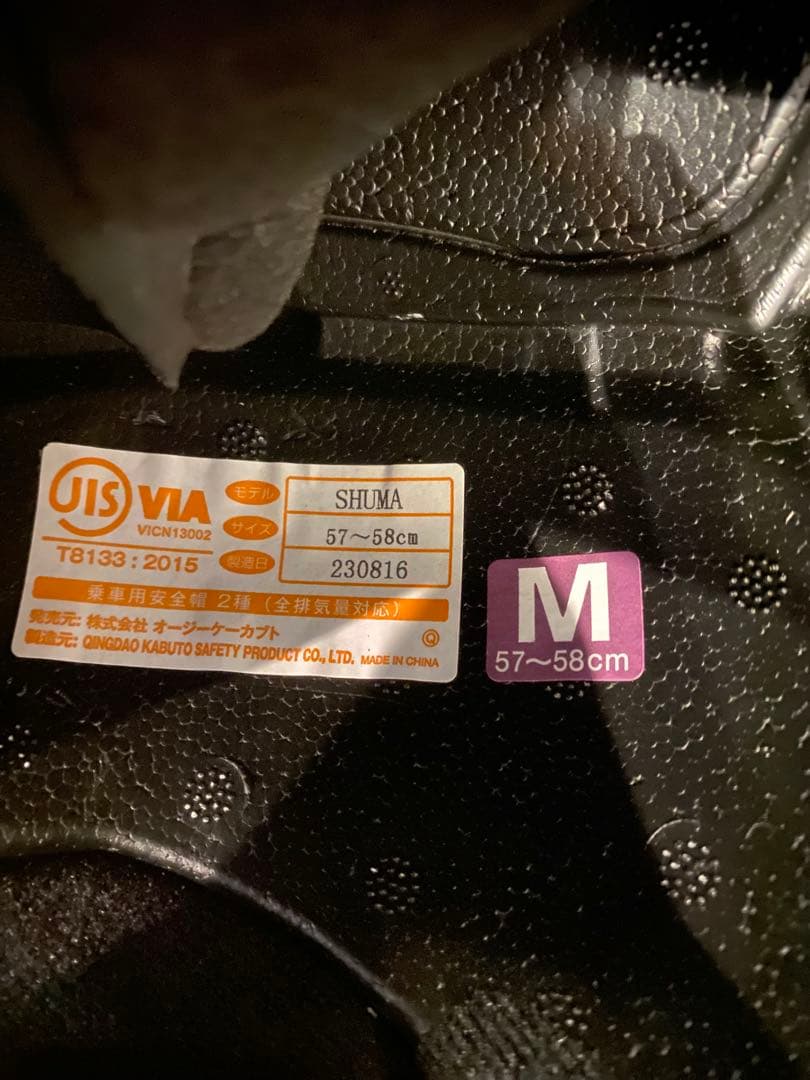 JIS VIA
VICN13002
T8133 : 2015
モデル SHUMA
サイズ 57～58cm
製造日 230816
乗車用安全帽 2種（全排気量対応）
発売元: 株式会社 オージーケーカブト
製造元: QINGDAO KABUTO SAFETY PRODUCT CO., LTD. MADE IN CHINA
Q
M
57～58cm